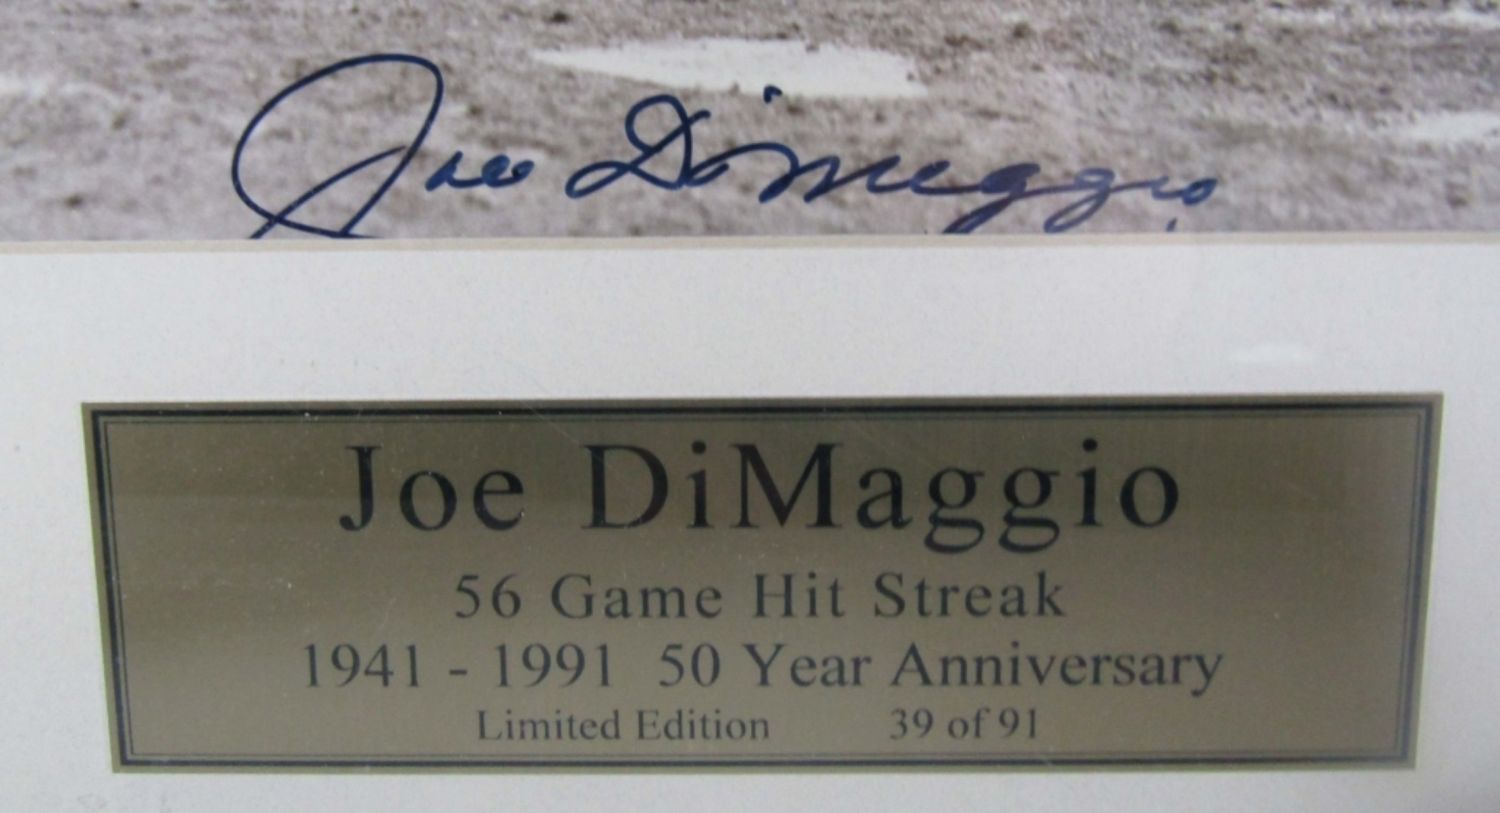 Joe DiMaggio
Joe DiMaggio
56 Game Hit Streak
1941 - 1991 50 Year Anniversary
Limited Edition 39 of 91